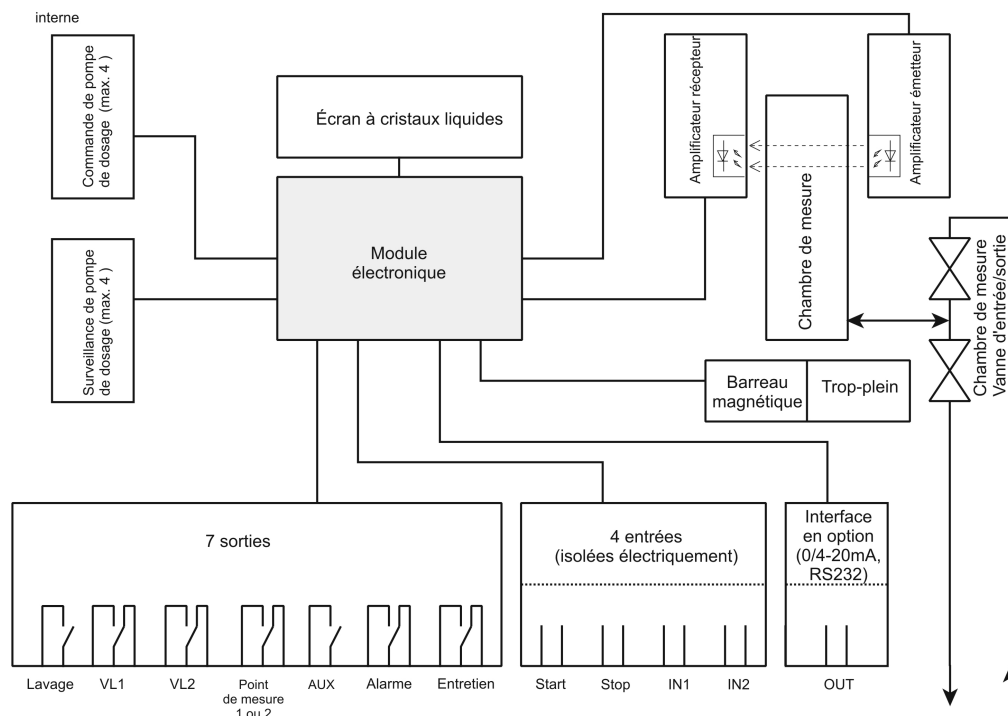 interne
Commande de pompe
de dosage (max. 4 )
Surveillance de pompe
de dosage (max. 4 )
Écran à cristaux liquides
Module
électronique
Amplificateur récepteur
Chambre de mesure
Amplificateur émetteur
Chambre de mesure
Vanne d'entrée/sortie
Barreau
magnétique
Trop-plein
7 sorties
Lavage
VL1
VL2
Point
de mesure
1 ou 2
AUX
Alarme
Entretien
4 entrées
(isolées électriquement)
Start
Stop
IN1
IN2
Interface
en option
(0/4-20mA,
RS232)
OUT